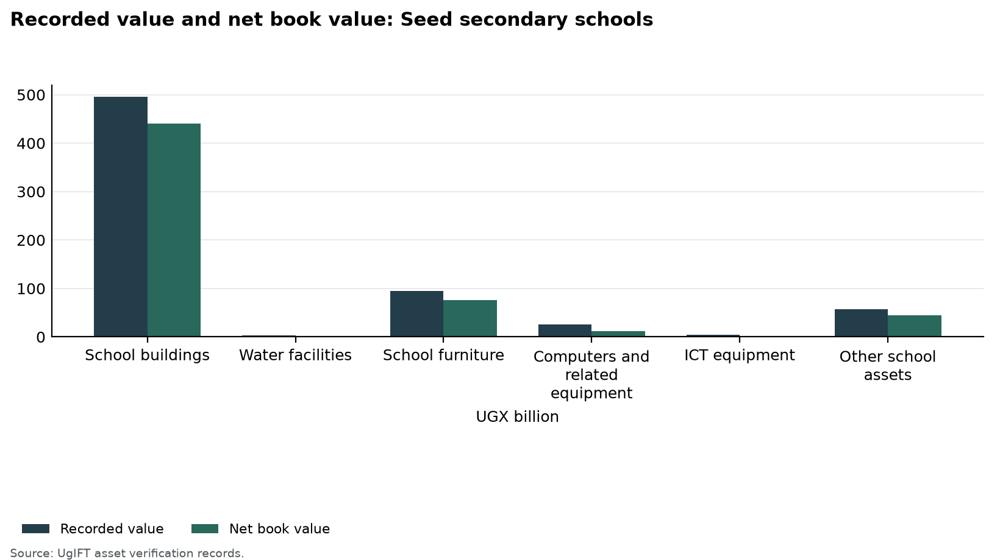 Recorded value and net book value: Seed secondary schools
500
400
300
200
100
0
School buildings
Water facilities
School furniture
Computers and
related
equipment
ICT equipment
Other school
assets
UGX billion
Recorded value
Net book value
Source: UgIFT asset verification records.